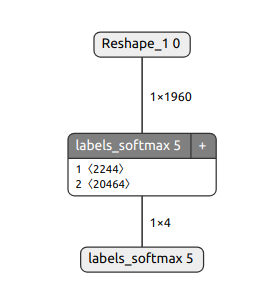 Reshape_1 0
1×1960
labels_softmax 5 +
1〈2244〉
2〈20464〉
1×4
labels_softmax 5